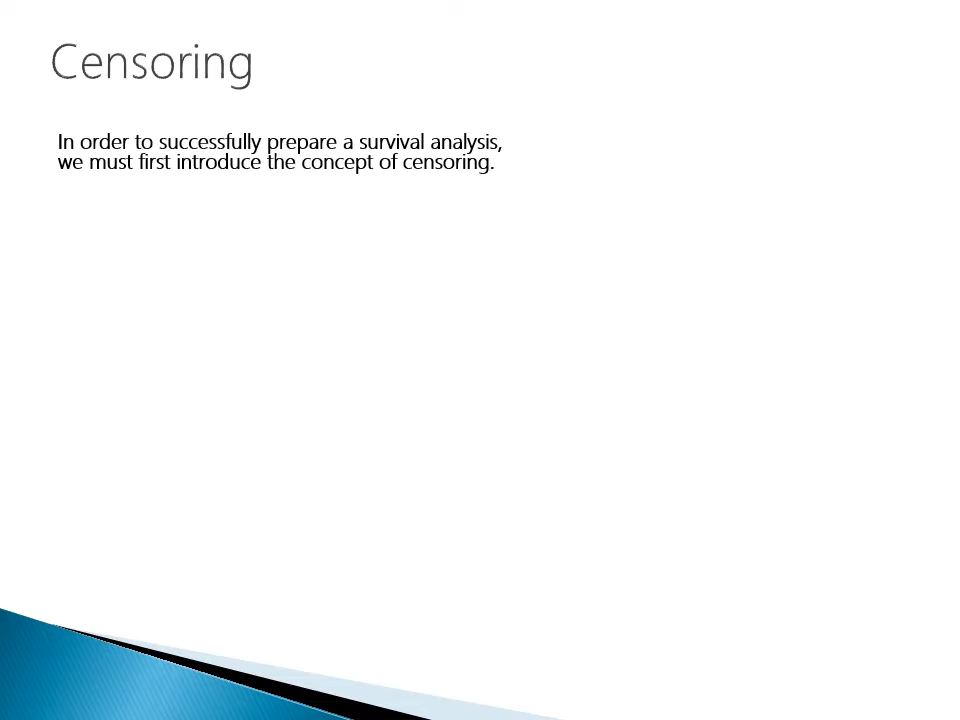 Censoring
In order to successfully prepare a survival analysis,
we must first introduce the concept of censoring.